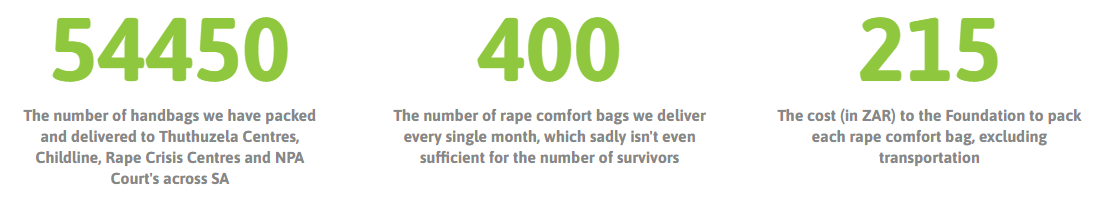 54450
The number of handbags we have packed
and delivered to Thuthuzela Centres,
Childline, Rape Crisis Centres and NPA
Court's across SA
400
The number of rape comfort bags we deliver
every single month, which sadly isn't even
sufficient for the number of survivors
215
The cost (in ZAR) to the Foundation to pack
each rape comfort bag, excluding
transportation